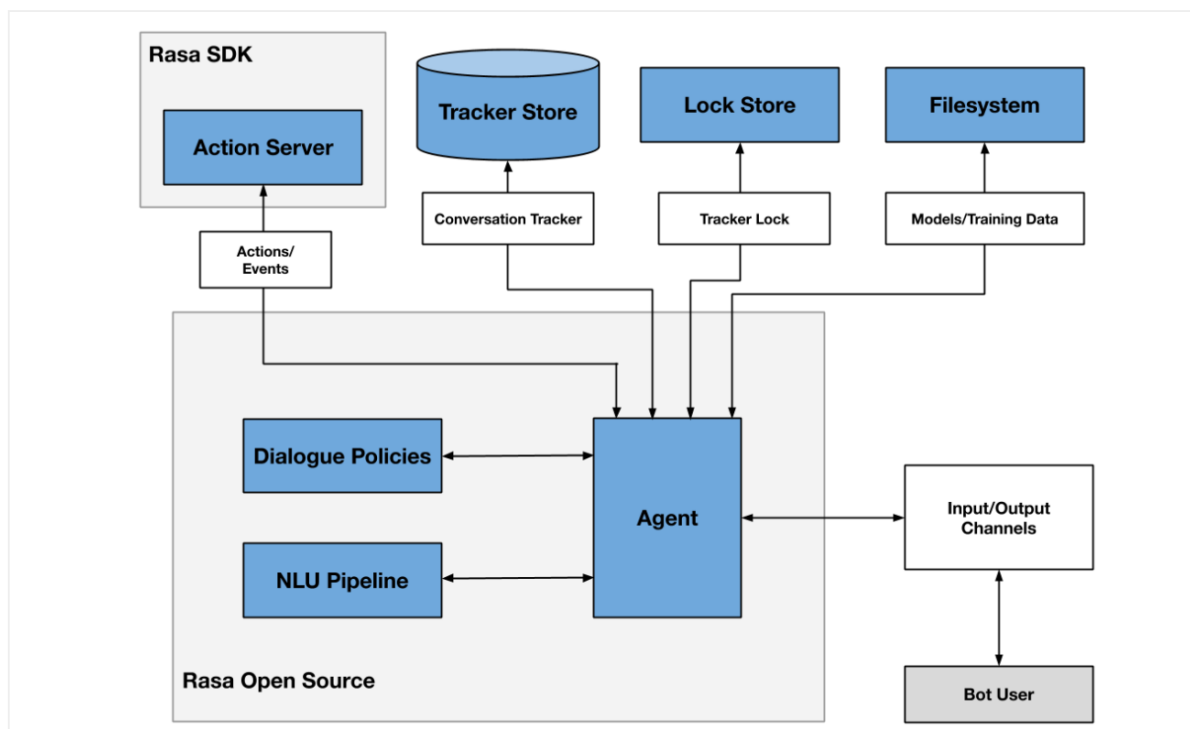 Rasa SDK
Action Server
Tracker Store
Lock Store
Filesystem
Conversation Tracker
Tracker Lock
Models/Training Data
Actions/
Events
Dialogue Policies
Agent
NLU Pipeline
Input/Output
Channels
Rasa Open Source
Bot User